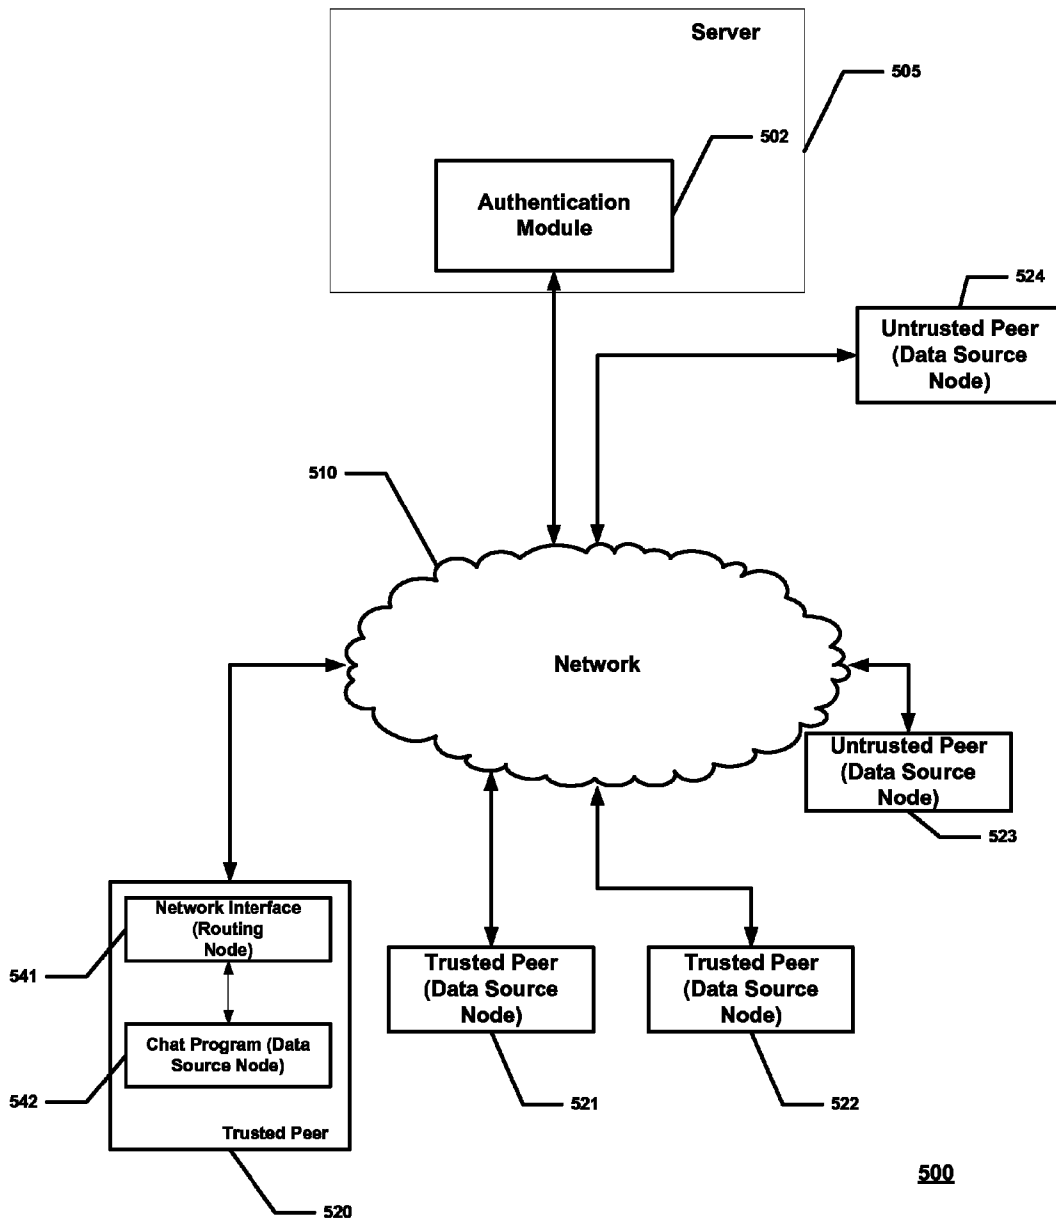 Server
505
502
Authentication
Module
524
Untrusted Peer
(Data Source
Node)
510
Network
Untrusted Peer
(Data Source
Node)
523
Network Interface
(Routing
Node)
541
Chat Program (Data
Source Node)
542
Trusted Peer
520
Trusted Peer
(Data Source
Node)
521
Trusted Peer
(Data Source
Node)
522
500